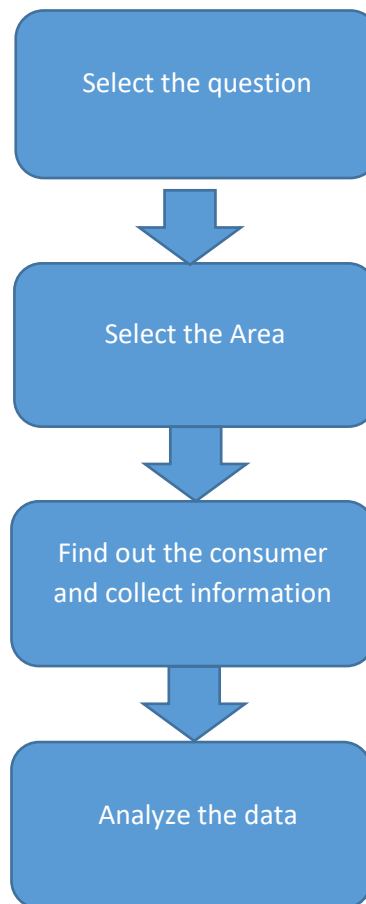 Select the question
Select the Area
Find out the consumer
and collect information
Analyze the data